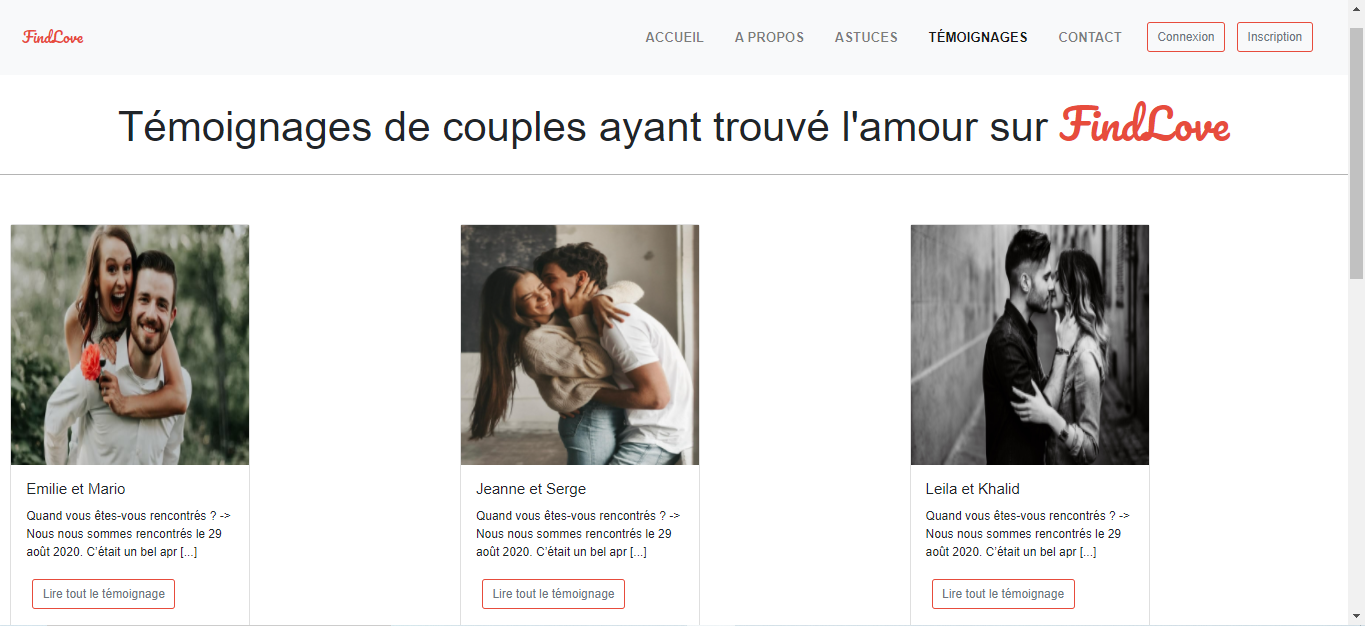 FindLove
ACCUEIL A PROPOS ASTUCES TÉMOIGNAGES CONTACT Connexion Inscription
Témoignages de couples ayant trouvé l'amour sur FindLove
Emilie et Mario
Quand vous êtes-vous rencontrés ? ->
Nous nous sommes rencontrés le 29
août 2020. C'était un bel apr [...]
Lire tout le témoignage
Jeanne et Serge
Quand vous êtes-vous rencontrés ? ->
Nous nous sommes rencontrés le 29
août 2020. C'était un bel apr [...]
Lire tout le témoignage
Leila et Khalid
Quand vous êtes-vous rencontrés ? ->
Nous nous sommes rencontrés le 29
août 2020. C'était un bel apr [...]
Lire tout le témoignage